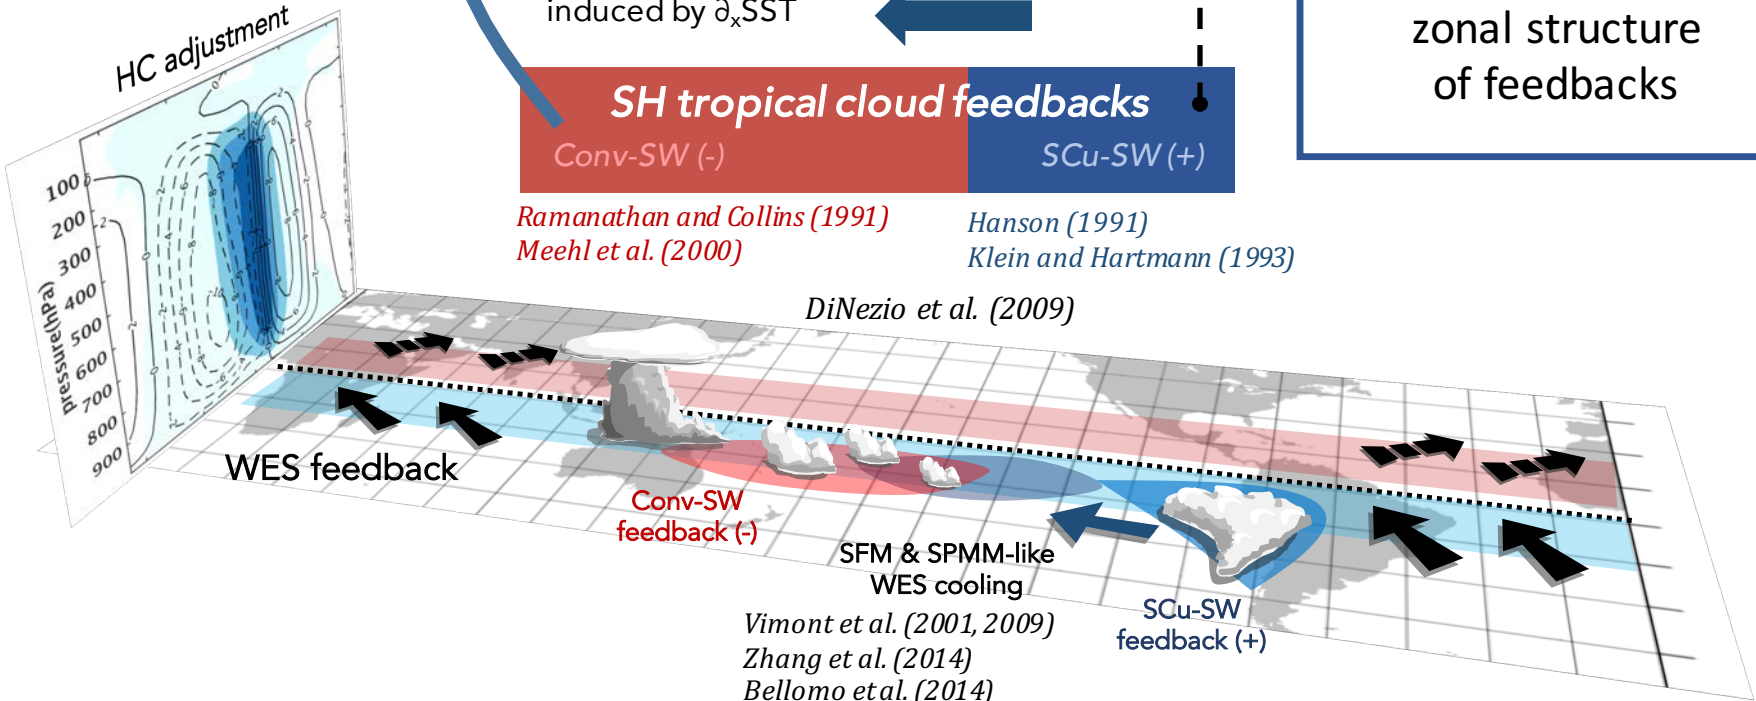 induced by ∂ₓSST
zonal structure
of feedbacks
HC adjustment
SH tropical cloud feedbacks
Conv-SW (-)
SCu-SW (+)
Ramanathan and Collins (1991)
Meehl et al. (2000)
Hanson (1991)
Klein and Hartmann (1993)
DiNezio et al. (2009)
pressure(hPa)
100
200
300
400
500
600
700
800
900
WES feedback
Conv-SW
feedback (-)
SFM & SPMM-like
WES cooling
Vimont et al. (2001, 2009)
Zhang et al. (2014)
Bellomo et al. (2014)
SCu-SW
feedback (+)